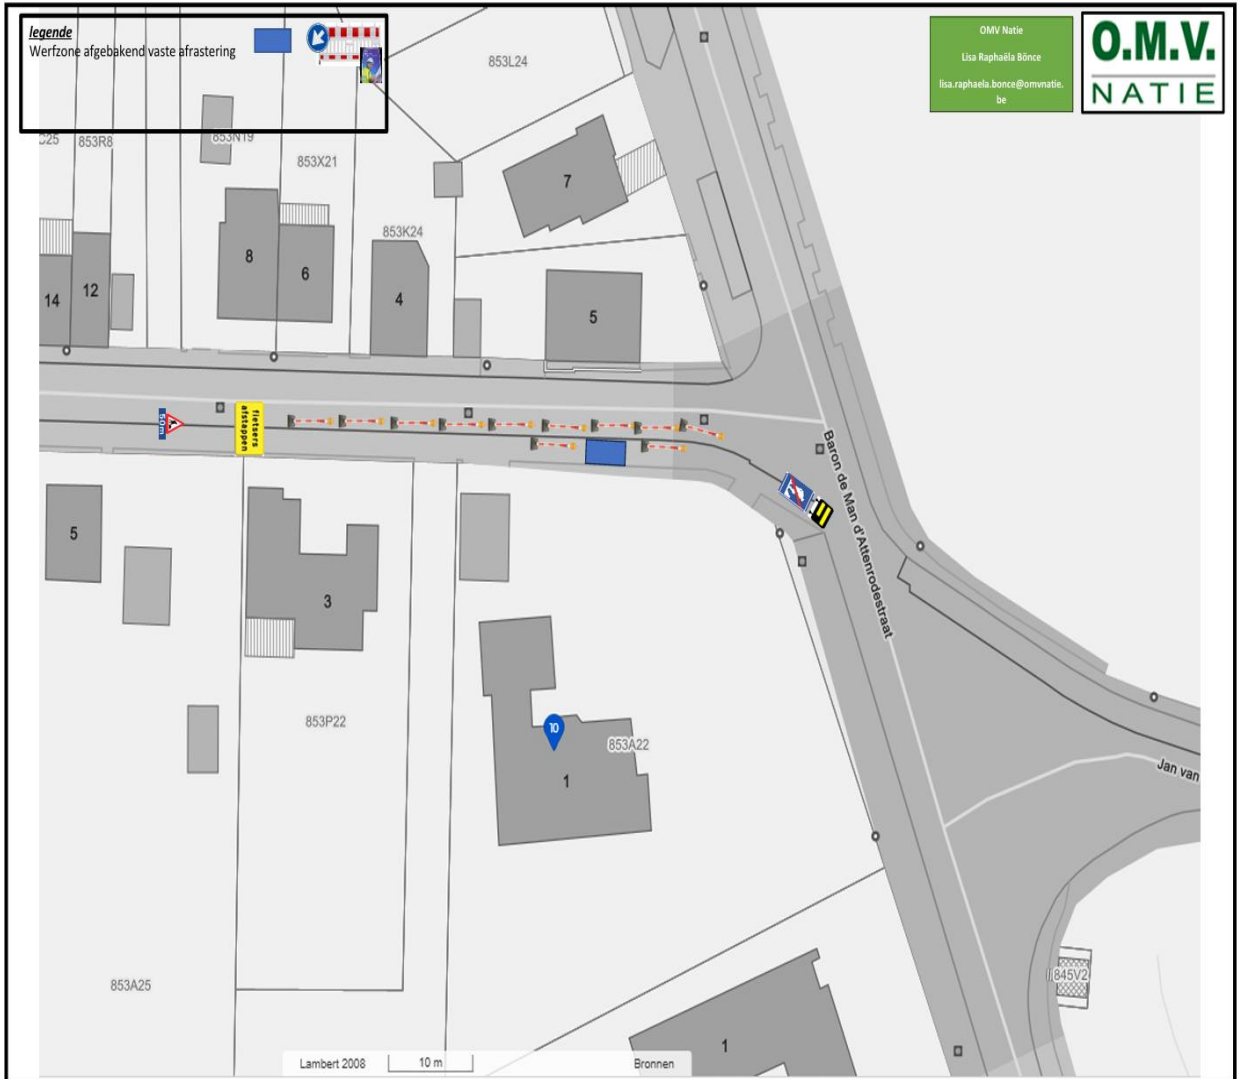 legende
Werfzone afgebakend vaste afrastering
OMV Natie
Lisa Raphaëla Bönce
lisa.raphaela.bonce@omvnatie.
be
O.M.V.
NATIE
853L24
C25
853R8
853N19
853X21
853K24
7
8
6
4
5
14
12
50m
fietsers
afstappen
Baron de Man d'Attenrodestraat
5
3
853P22
10
853A22
1
Jan van
853A25
845V2
1
Lambert 2008
10 m
Bronnen